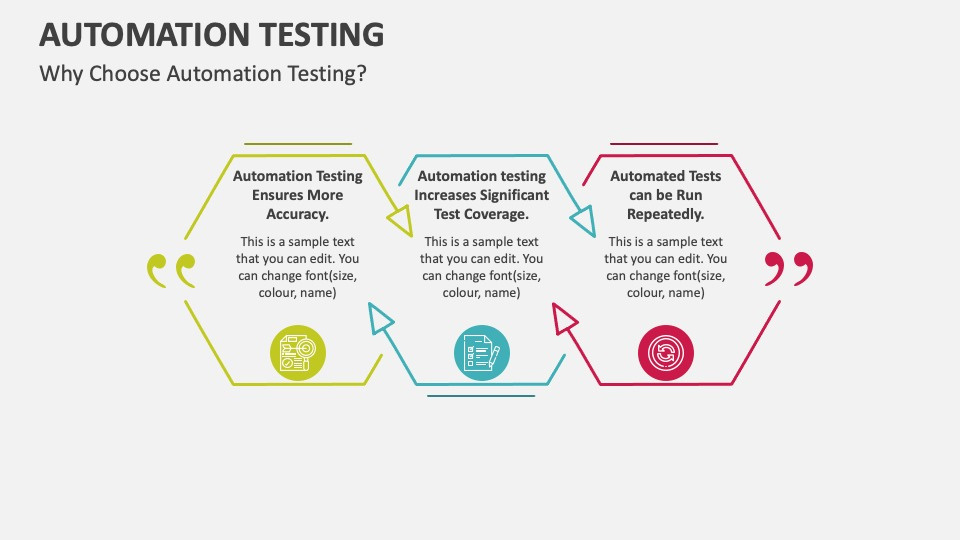 AUTOMATION TESTING
Why Choose Automation Testing?
Automation Testing
Ensures More
Accuracy.
This is a sample text
that you can edit. You
can change font(size,
colour, name)
Automation testing
Increases Significant
Test Coverage.
This is a sample text
that you can edit. You
can change font(size,
colour, name)
Automated Tests
can be Run
Repeatedly.
This is a sample text
that you can edit. You
can change font(size,
colour, name)